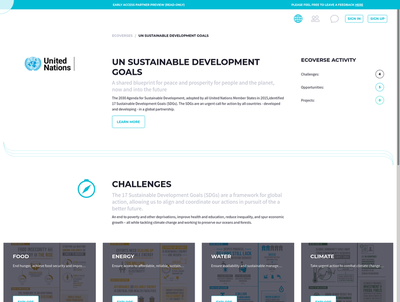 EARLY-ACCESS PARTNER PREVIEW (READ-ONLY)
PLEASE FEEL FREE TO LEAVE A FEEDBACK HERE
SIGN IN
SIGN UP
ECOVERSE | UN SUSTAINABLE DEVELOPMENT GOALS
United
Nations
UN SUSTAINABLE DEVELOPMENT
GOALS
A shared blueprint for peace and prosperity for people and the planet,
now and into the future
The 2030 Agenda for Sustainable Development, adopted by all United Nations Member States in 2015, identified
17 Sustainable Development Goals (SDGs). The SDGs are an urgent call for action by all countries - developed
and developing - in a global partnership.
LEARN MORE
ECOVERSE ACTIVITY
Challenges
Opportunities
Projects
CHALLENGES
The 17 Sustainable Development Goals (SDGs) are a framework for global
action, allowing us to align and coordinate our actions in pursuit of the a
better future.
An end to poverty and other deprivations, improve health and education, reduce inequality, and spur economic
growth – all while tackling climate change and working to preserve our oceans and forests.
FOOD
End hunger, achieve food security and
ENERGY
Ensure access to affordable, reliable,
WATER
Ensure availability and sustainable manage
CLIMATE
Take urgent action to combat climate change